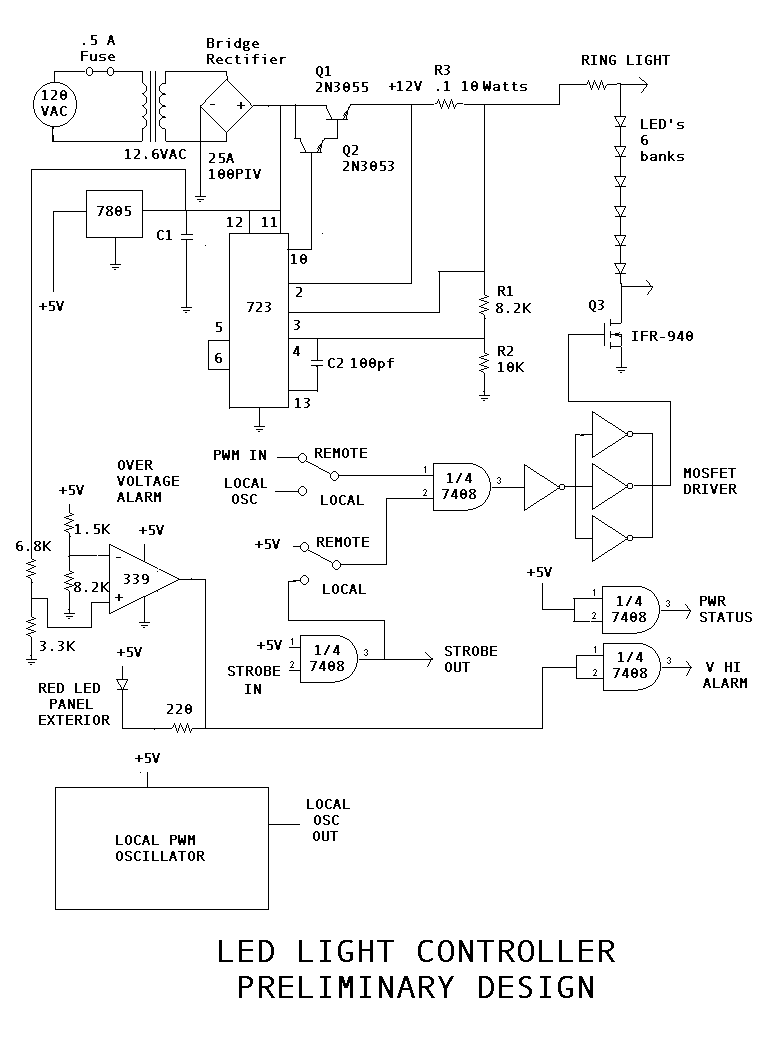 .5 A
Fuse
Bridge
Rectifier
Q1
2N3055
+12V
R3
.1 10 Watts
RING LIGHT
120
VAC
-
+
12.6VAC
25A
100PIV
Q2
2N3053
LED's
6
banks
7805
C1
12
11
10
+5V
723
2
3
4
5
6
13
R1
8.2K
R2
10K
C2 100pf
Q3
IFR-940
PWM IN
REMOTE
LOCAL
OSC
LOCAL
1
2
1/4
7408
3
MOSFET
DRIVER
OVER
VOLTAGE
ALARM
+5V
1.5K
+5V
6.8K
8.2K
-
339
+
3.3K
+5V
REMOTE
LOCAL
+5V
1
2
1/4
7408
3
PWR
STATUS
+5V
STROBE
IN
1
2
1/4
7408
3
STROBE
OUT
1
2
1/4
7408
3
V HI
ALARM
+5V
RED LED
PANEL
EXTERIOR
220
+5V
LOCAL PWM
OSCILLATOR
LOCAL
OSC
OUT
LED LIGHT CONTROLLER
PRELIMINARY DESIGN